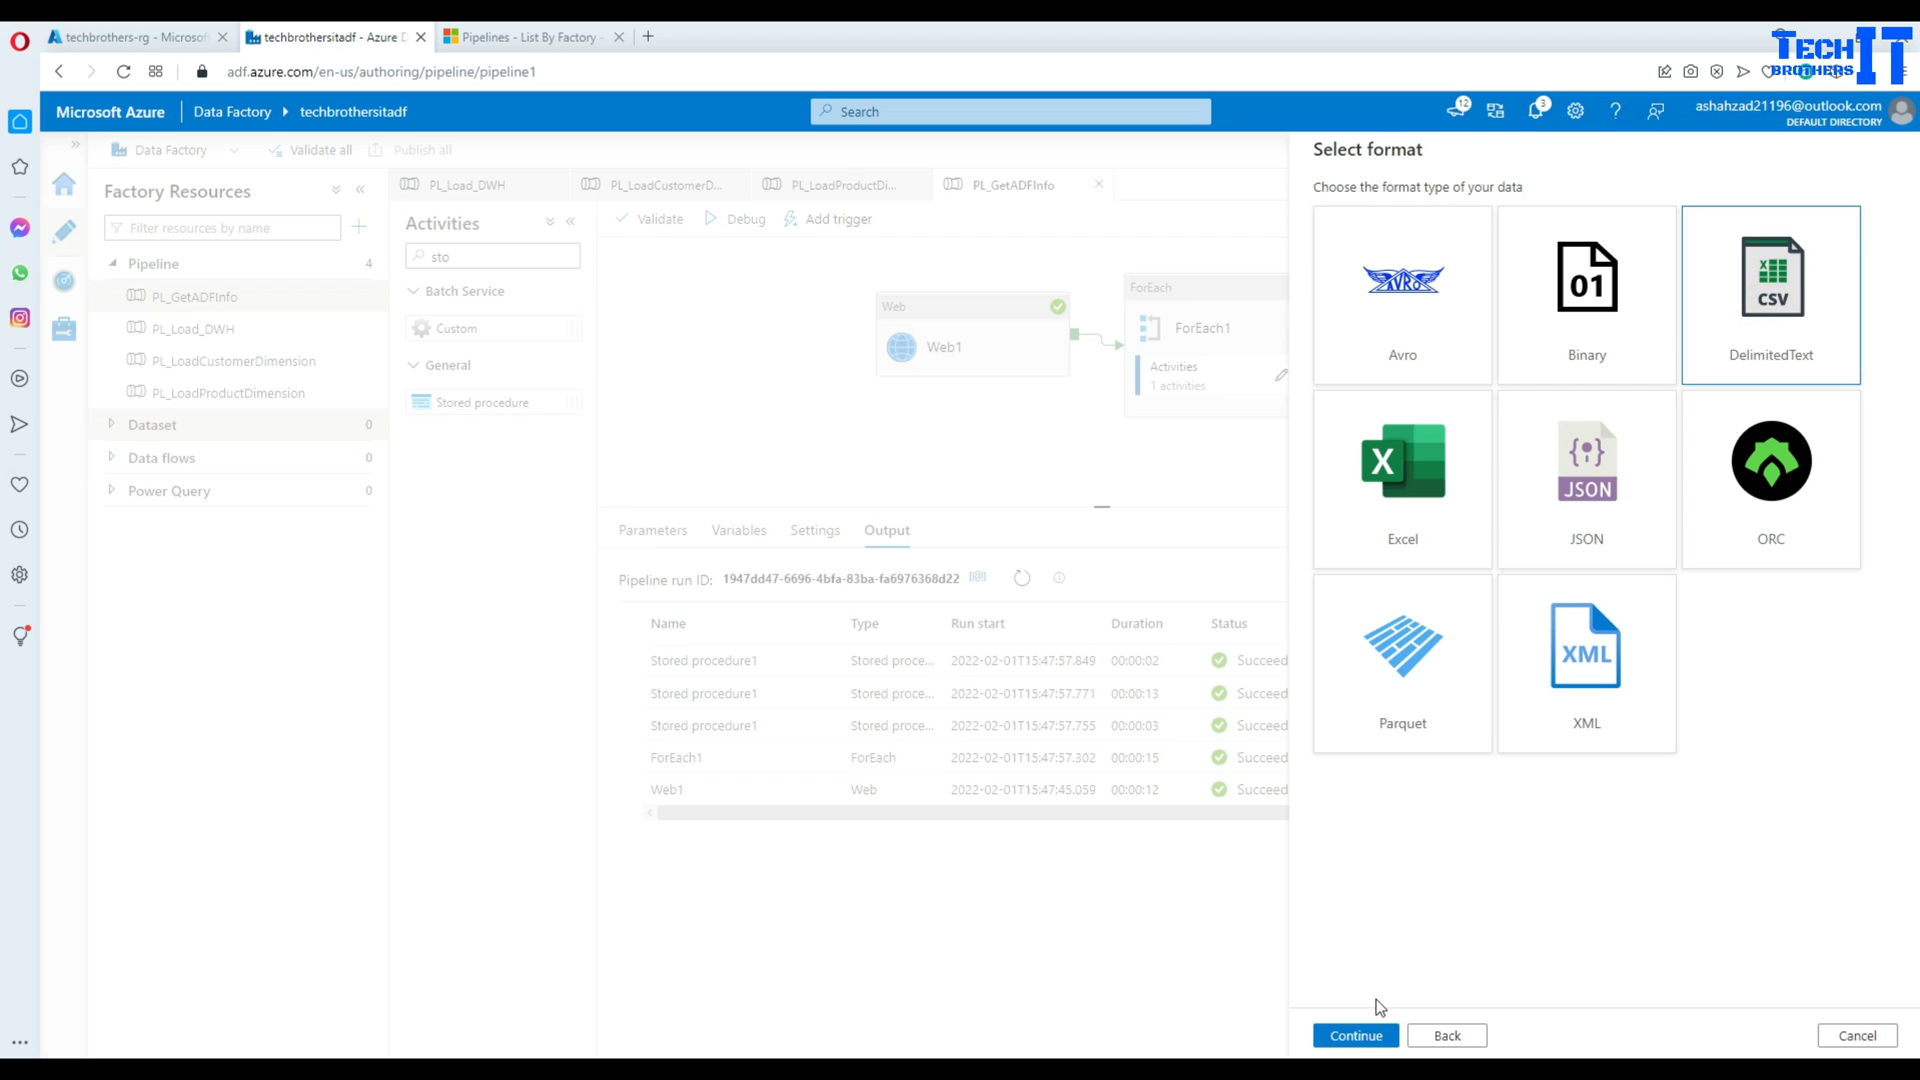 techbrothers-rg - Microsof
techbrothersitadf - Azure D
Pipelines - List By Factory -
TECH IT
BROTHERS
adf.azure.com/en-us/authoring/pipeline/pipeline1
Microsoft Azure
Data Factory
techbrothersitadf
Search
12
3
ashahzad21196@outlook.com
DEFAULT DIRECTORY
Data Factory
Validate all
Publish all
Factory Resources
Filter resources by name
Pipeline 4
PL_GetADFInfo
PL_Load_DWH
PL_LoadCustomerDimension
PL_LoadProductDimension
Dataset 0
Data flows 0
Power Query 0
PL_Load_DWH
PL_LoadCustomerD...
PL_LoadProductDi...
PL_GetADFInfo
Activities
sto
Batch Service
Custom
General
Stored procedure
Validate
Debug
Add trigger
Web
Web1
ForEach
ForEach1
Activities
1 activities
Parameters Variables Settings Output
Pipeline run ID: 1947dd47-6696-4bfa-83ba-fa6976368d22
Name Type Run start Duration Status
Stored procedure1 Stored proce... 2022-02-01T15:47:57.849 00:00:02 Succeed
Stored procedure1 Stored proce... 2022-02-01T15:47:57.771 00:00:13 Succeed
Stored procedure1 Stored proce... 2022-02-01T15:47:57.755 00:00:03 Succeed
ForEach1 ForEach 2022-02-01T15:47:57.302 00:00:15 Succeed
Web1 Web 2022-02-01T15:47:45.059 00:00:12 Succeed
Select format
Choose the format type of your data
AVRO
Avro
01
Binary
X
CSV
DelimitedText
X
Excel
JSON
JSON
ORC
Parquet
XML
XML
Continue
Back
Cancel